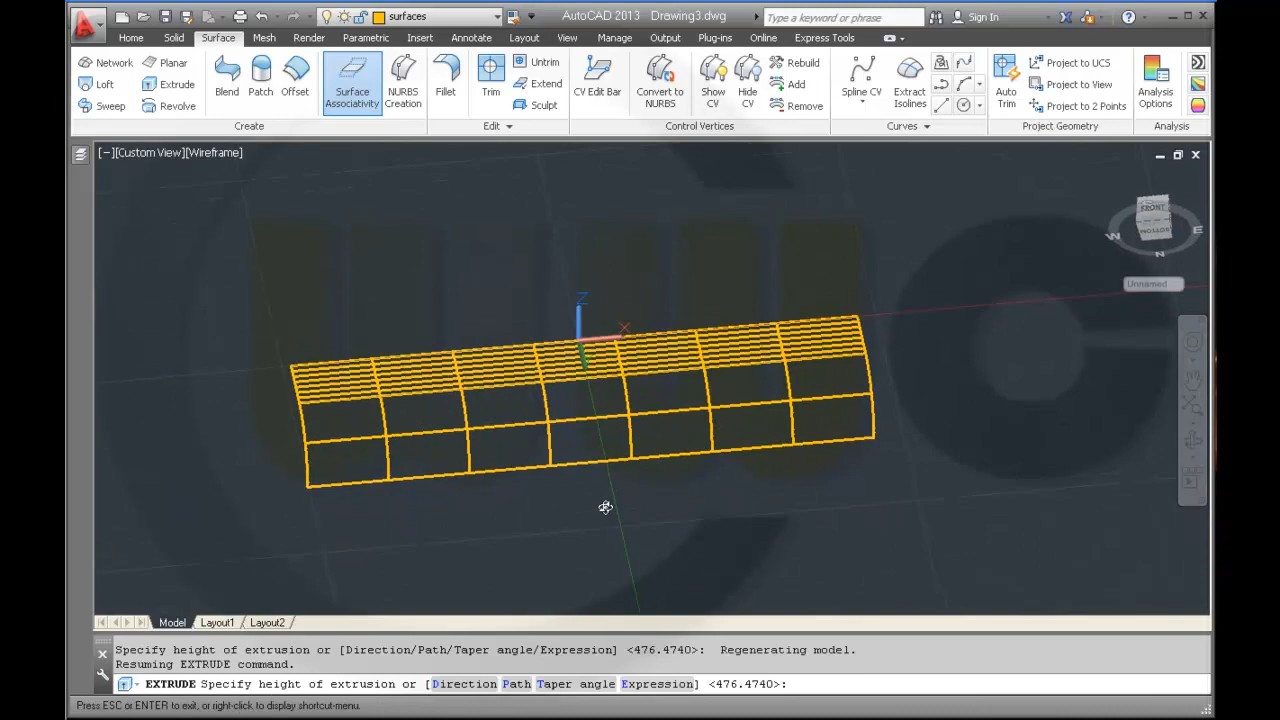 surfaces
AutoCAD 2013 Drawing3.dwg
Type a keyword or phrase
Sign In
Home Solid Surface Mesh Render Parametric Insert Annotate Layout View Manage Output Plug-ins Online Express Tools
Network Planar
Loft Extrude
Sweep Revolve
Blend Patch Offset
Surface Associativity
NURBS Creation
Fillet Trim
Untrim
Extend
Sculpt
CV Edit Bar
Convert to NURBS
Show CV
Hide CV
Rebuild
Add
Remove
Spline CV
Extract Isolines
Auto Trim
Project to UCS
Project to View
Project to 2 Points
Analysis Options
Create Edit Control Vertices Curves Project Geometry Analysis
[−][Custom View][Wireframe]
FRONT
BOTTOM
W E
N
Unnamed
Z
X
Model Layout1 Layout2
Specify height of extrusion or [Direction/Path/Taper angle/Expression] <476.4740>: Regenerating model.
Resuming EXTRUDE command.
EXTRUDE Specify height of extrusion or [Direction Path Taper angle Expression] <476.4740>:
Press ESC or ENTER to exit, or right-click to display shortcut-menu.